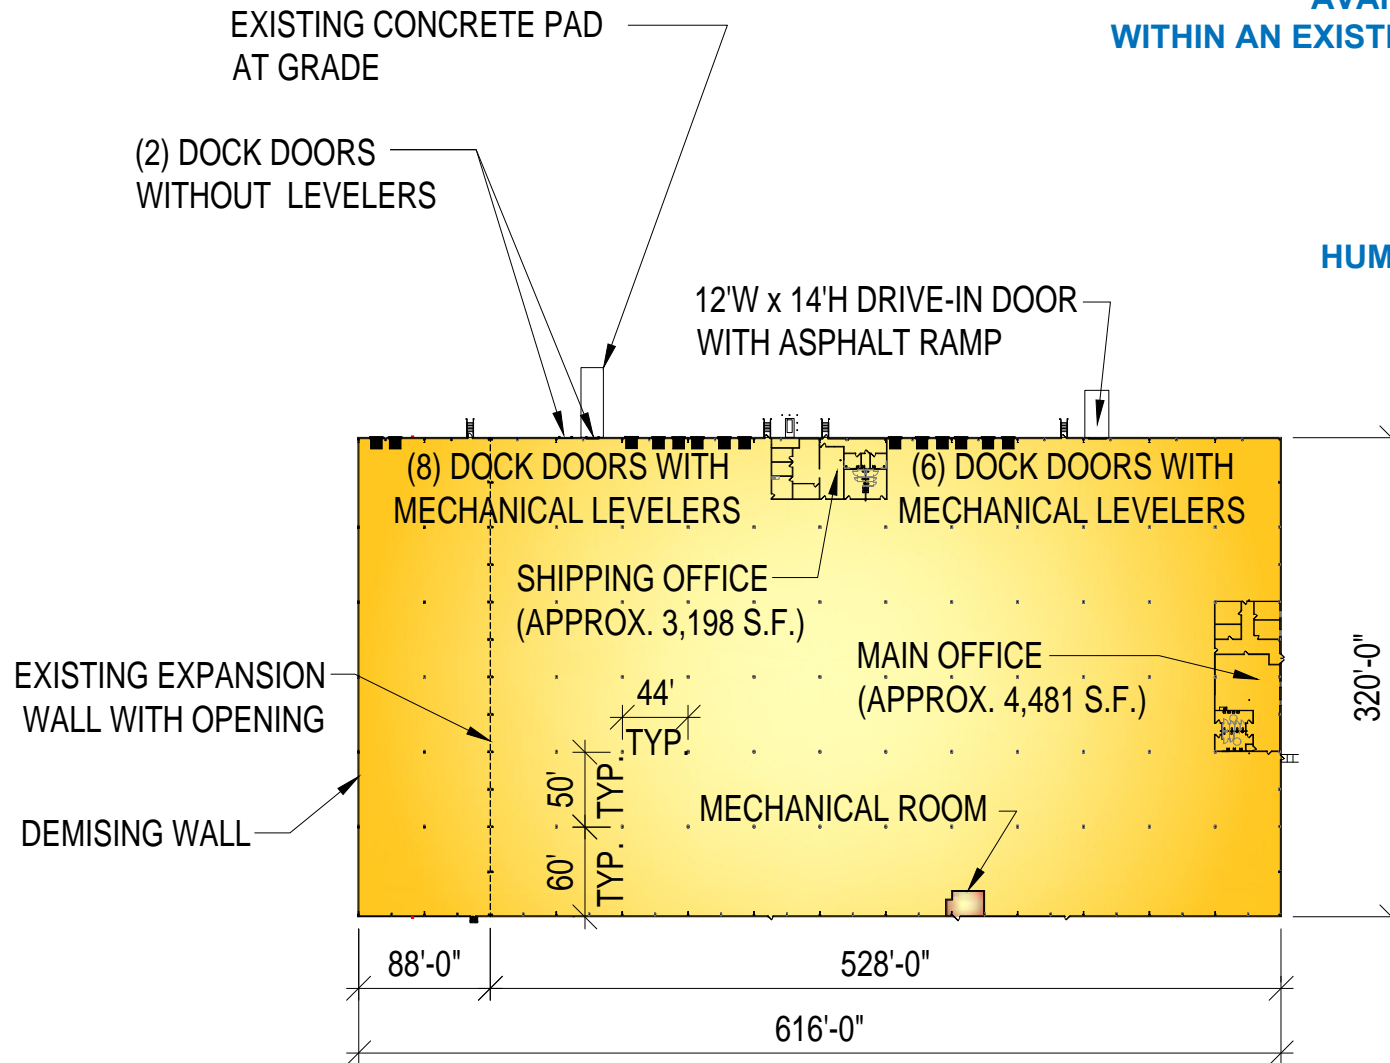 EXISTING CONCRETE PAD
AT GRADE
WITHIN AN EXISTI
(2) DOCK DOORS
WITHOUT LEVELERS
HUM
12'W x 14'H DRIVE-IN DOOR
WITH ASPHALT RAMP
(8) DOCK DOORS WITH
MECHANICAL LEVELERS
(6) DOCK DOORS WITH
MECHANICAL LEVELERS
SHIPPING OFFICE
(APPROX. 3,198 S.F.)
MAIN OFFICE
(APPROX. 4,481 S.F.)
EXISTING EXPANSION
WALL WITH OPENING
44'
TYP.
50'
TYP.
60'
TYP.
MECHANICAL ROOM
DEMISING WALL
320'-0"
88'-0"
528'-0"
616'-0"